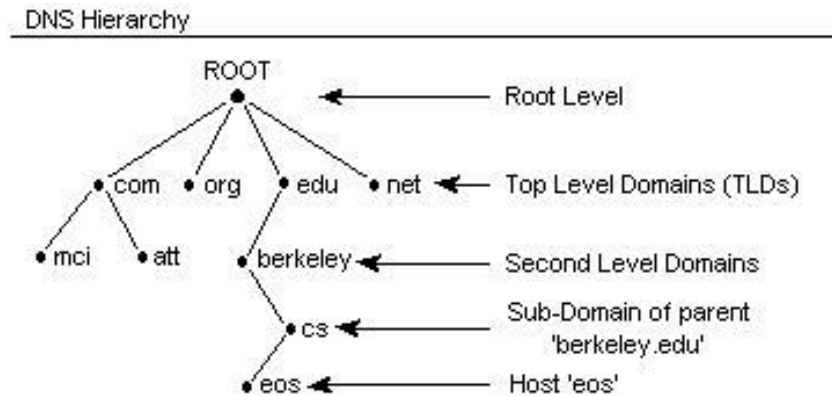 DNS Hierarchy
ROOT
Root Level
com org edu net
Top Level Domains (TLDs)
mci att berkeley
Second Level Domains
cs
Sub-Domain of parent
'berkeley.edu'
eos
Host 'eos'